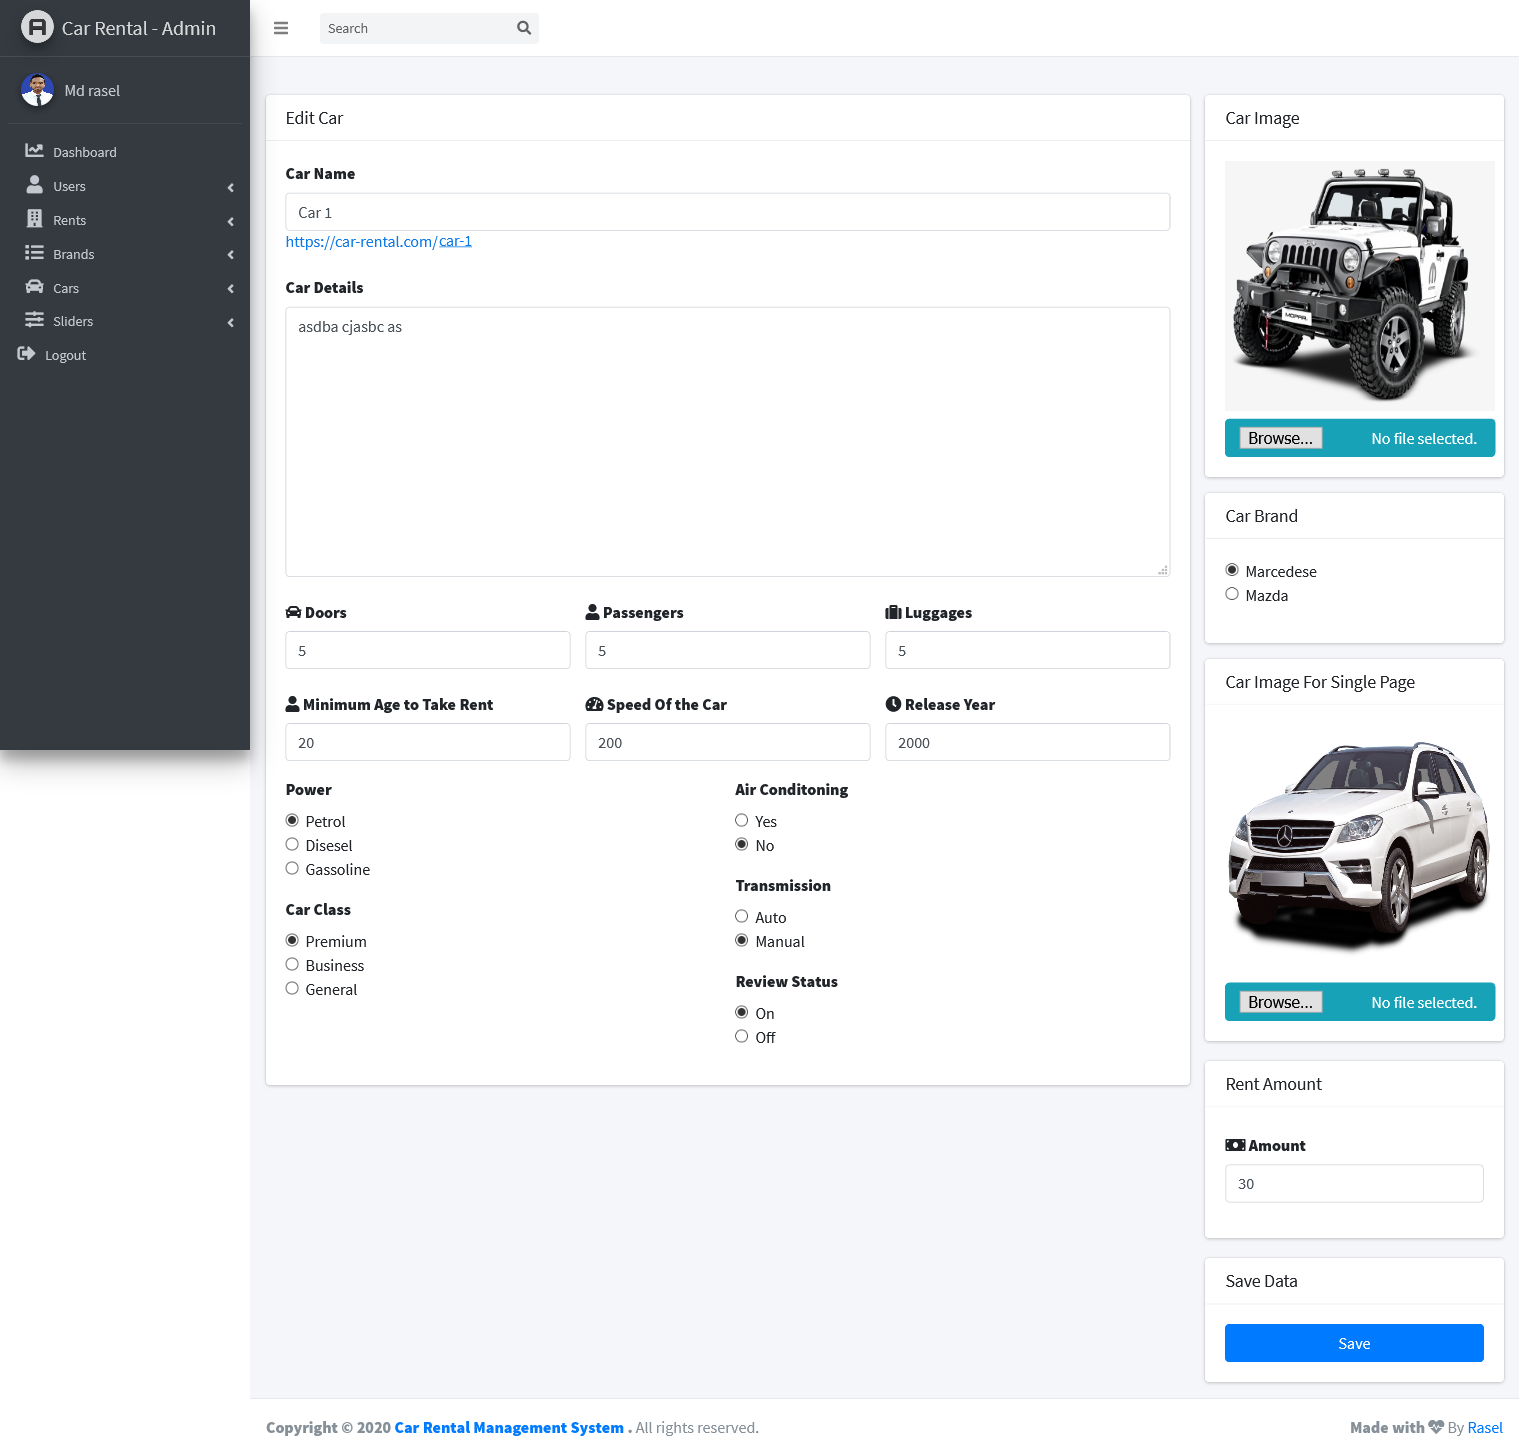 Car Rental - Admin
Search
Md rasel
Dashboard
Users
Rents
Brands
Cars
Sliders
Logout
Edit Car
Car Name
Car 1
https://car-rental.com/car-1
Car Details
asdba cjasbc as
Doors
Passengers
Luggages
5
5
5
Minimum Age to Take Rent
Speed Of the Car
Release Year
20
200
2000
Power
Petrol
Disesel
Gassoline
Car Class
Premium
Business
General
Air Conditoning
Yes
No
Transmission
Auto
Manual
Review Status
On
Off
Car Image
MOPAR
Browse...
No file selected.
Car Brand
Marcedese
Mazda
Car Image For Single Page
Browse...
No file selected.
Rent Amount
Amount
30
Save Data
Save
Copyright © 2020 Car Rental Management System . All rights reserved.
Made with By Rasel